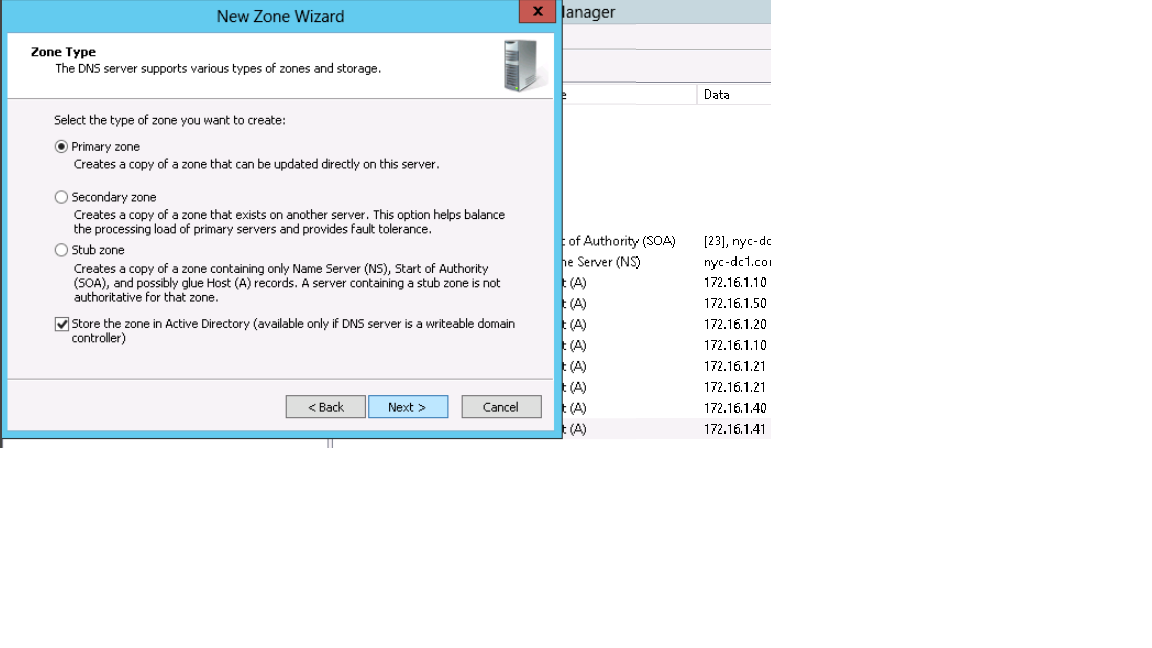 New Zone Wizard
x
Manager
Zone Type
The DNS server supports various types of zones and storage.
Data
Select the type of zone you want to create:
Primary zone
Creates a copy of a zone that can be updated directly on this server.
Secondary zone
Creates a copy of a zone that exists on another server. This option helps balance
the processing load of primary servers and provides fault tolerance.
Stub zone
Creates a copy of a zone containing only Name Server (NS), Start of Authority
(SOA), and possibly glue Host (A) records. A server containing a stub zone is not
authoritative for that zone.
Store the zone in Active Directory (available only if DNS server is a writeable domain
controller)
< Back
Next >
Cancel
of Authority (SOA) [23], nyc-dc
Server (NS) nyc-dc1.co
(A) 172.16.1.10
(A) 172.16.1.50
(A) 172.16.1.20
(A) 172.16.1.10
(A) 172.16.1.21
(A) 172.16.1.21
(A) 172.16.1.40
(A) 172.16.1.41